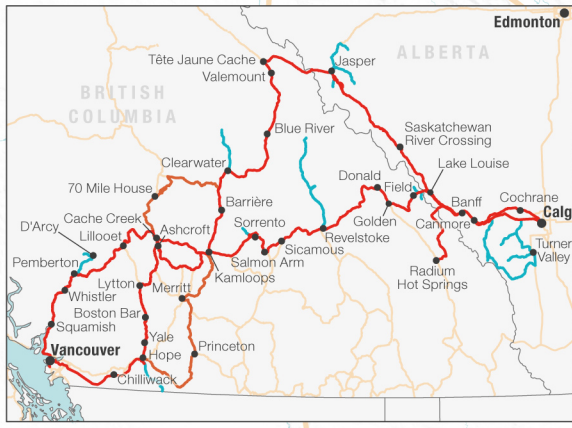 Edmonton
ALBERTA
Tête Jaune Cache
Jasper
Valemount
BRITISH
COLUMBIA
Blue River
Saskatchewan
River Crossing
Clearwater
Lake Louise
70 Mile House
Donald
Field
Banff
Cochrane
Barrière
Calg
D'Arcy
Cache Creek
Ashcroft
Sorrento
Golden
Canmore
Lillooet
Revelstoke
Turner
Valley
Sicamous
Salmon Arm
Pemberton
Kamloops
Radium
Hot Springs
Lytton
Merritt
Whistler
Boston Bar
Squamish
Yale
Princeton
Vancouver
Hope
Chilliwack